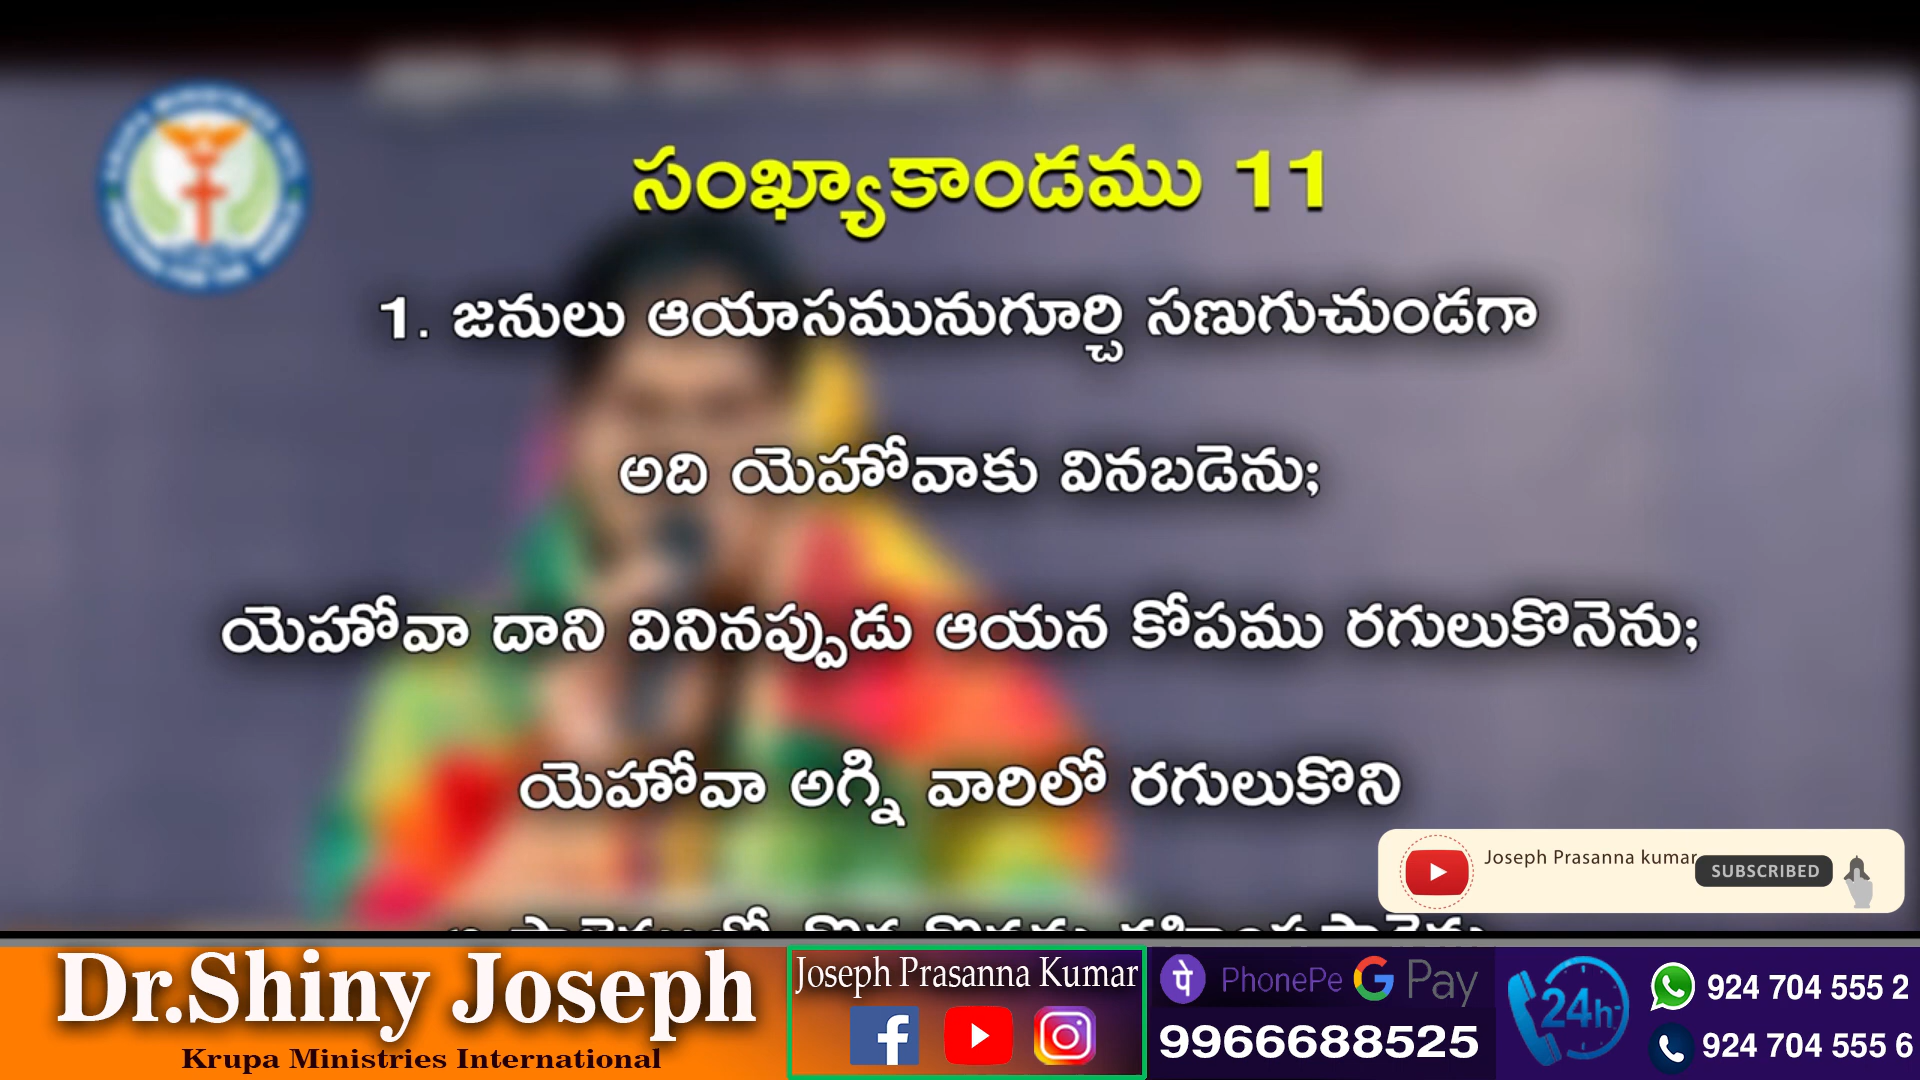 సంఖ్యాకాండము 11
1. జనులు ఆయాసమునుగూర్చి సణుగుచుండగా
అది యెహోవాకు వినబడెను;
యెహోవా దాని వినినప్పుడు ఆయన కోపము రగులుకొనెను;
యెహోవా అగ్ని వారిలో రగులుకొని
Joseph Prasanna kumar
SUBSCRIBED
Dr.Shiny Joseph
Krupa Ministries International
Joseph Prasanna Kumar
PhonePe G Pay
9966688525
24h
924 704 555 2
924 704 555 6